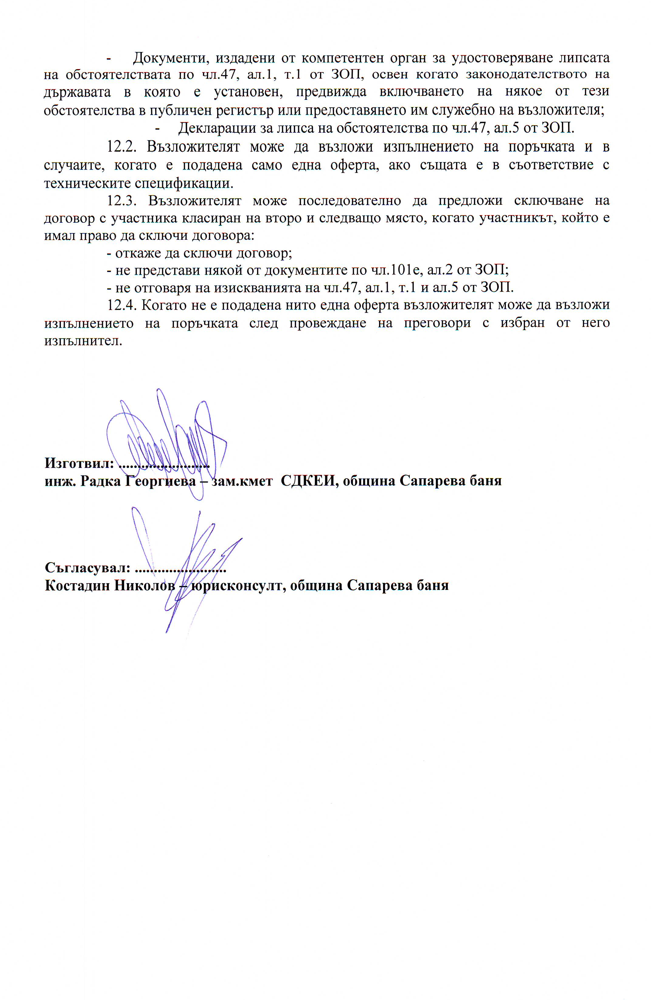 - Документи, издадени от компетентен орган за удостоверяване липсата
на обстоятелствата по чл.47, ал.1, т.1 от ЗОП, освен когато законодателството на
държавата в която е установен, предвижда включването на някое от тези
обстоятелства в публичен регистър или предоставянето им служебно на възложителя;
- Декларации за липса на обстоятелства по чл.47, ал.5 от ЗОП.
12.2. Възложителят може да възложи изпълнението на поръчката и в
случаите, когато е подадена само една оферта, ако същата е в съответствие с
техническите спецификации.
12.3. Възложителят може последователно да предложи сключване на
договор с участника класиран на второ и следващо място, когато участникът, който е
имал право да сключи договора:
- откаже да сключи договор;
- не представи някой от документите по чл.101е, ал.2 от ЗОП;
- не отговаря на изискванията на чл.47, ал.1, т.1 и ал.5 от ЗОП.
12.4. Когато не е подадена нито една оферта възложителят може да възложи
изпълнението на поръчката след провеждане на преговори с избран от него
изпълнител.
Изготвил: ........................
инж. Радка Георгиева – зам.кмет СДКЕИ, община Сапарева баня
Съгласувал: ........................
Костадин Николов – юрисконсулт, община Сапарева баня